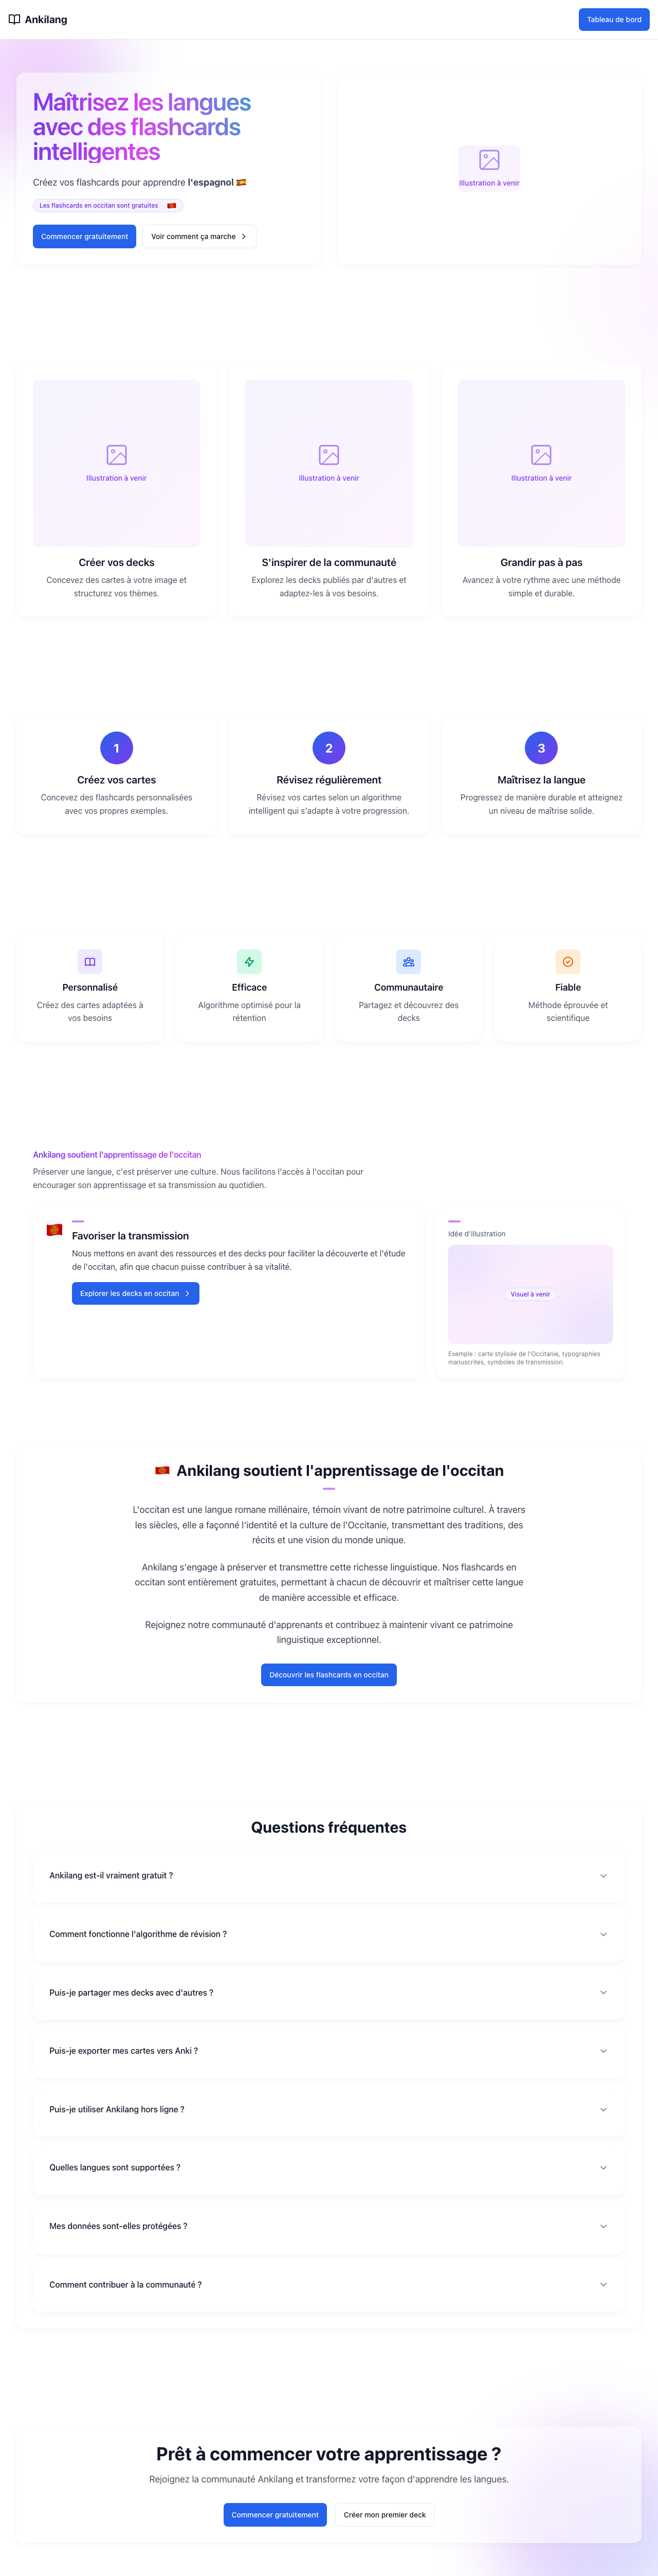 Ankilang
Tableau de bord
Maîtrisez les langues
avec des flashcards
intelligentes
Créez vos flashcards pour apprendre l'espagnol
Les flashcards en occitan sont gratuites
Commencer gratuitement
Voir comment ça marche
Illustration à venir
Illustration à venir
Illustration à venir
Illustration à venir
Créer vos decks
Concevez des cartes à votre image et
structurez vos thèmes.
S'inspirer de la communauté
Explorez les decks publiés par d'autres et
adaptez-les à vos besoins.
Grandir pas à pas
Avancez à votre rythme avec une méthode
simple et durable.
1
Créez vos cartes
Concevez des flashcards personnalisées
avec vos propres exemples.
2
Révisez régulièrement
Révisez vos cartes selon un algorithme
intelligent qui s'adapte à votre progression.
3
Maîtrisez la langue
Progressez de manière durable et atteignez
un niveau de maîtrise solide.
Personnalisé
Créez des cartes adaptées à
vos besoins
Efficace
Algorithme optimisé pour la
rétention
Communautaire
Partagez et découvrez des
decks
Fiable
Méthode éprouvée et
scientifique
Ankilang soutient l'apprentissage de l'occitan
Préserver une langue, c'est préserver une culture. Nous facilitons l'accès à l'occitan pour
encourager son apprentissage et sa transmission au quotidien.
Favoriser la transmission
Nous mettons en avant des ressources et des decks pour faciliter la découverte et l'étude
de l'occitan, afin que chacun puisse contribuer à sa vitalité.
Explorer les decks en occitan
Idée d'illustration
Visuel à venir
Exemple : carte stylisée de l'Occitanie, typographies
manuscrites, symboles de transmission.
Ankilang soutient l'apprentissage de l'occitan
L'occitan est une langue romane millénaire, témoin vivant de notre patrimoine culturel. À travers
les siècles, elle a façonné l'identité et la culture de l'Occitanie, transmettant des traditions, des
récits et une vision du monde unique.
Ankilang s'engage à préserver et transmettre cette richesse linguistique. Nos flashcards en
occitan sont entièrement gratuites, permettant à chacun de découvrir et maîtriser cette langue
de manière accessible et efficace.
Rejoignez notre communauté d'apprenants et contribuez à maintenir vivant ce patrimoine
linguistique exceptionnel.
Découvrir les flashcards en occitan
Questions fréquentes
Ankilang est-il vraiment gratuit ?
Comment fonctionne l'algorithme de révision ?
Puis-je partager mes decks avec d'autres ?
Puis-je exporter mes cartes vers Anki ?
Puis-je utiliser Ankilang hors ligne ?
Quelles langues sont supportées ?
Mes données sont-elles protégées ?
Comment contribuer à la communauté ?
Prêt à commencer votre apprentissage ?
Rejoignez la communauté Ankilang et transformez votre façon d'apprendre les langues.
Commencer gratuitement
Créer mon premier deck